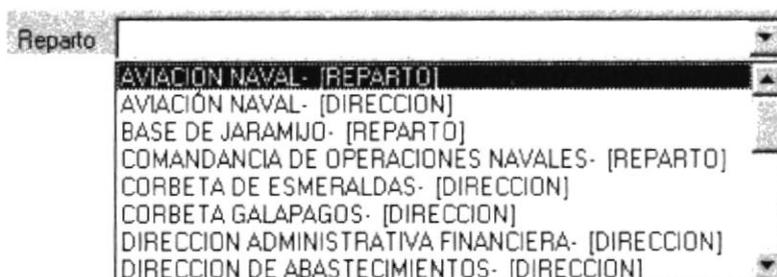 Reparto
AVIACION NAVAL- [REPARTO]
AVIACIÓN NAVAL- [DIRECCION]
BASE DE JARAMIJO- [REPARTO]
COMANDANCIA DE OPERACIONES NAVALES- [REPARTO]
CORBETA DE ESMERALDAS- [DIRECCION]
CORBETA GALAPAGOS- [DIRECCION]
DIRECCION ADMINISTRATIVA FINANCIERA- [DIRECCION]
DIRECCION DE ABASTECIMIENTOS- [DIRECCION]